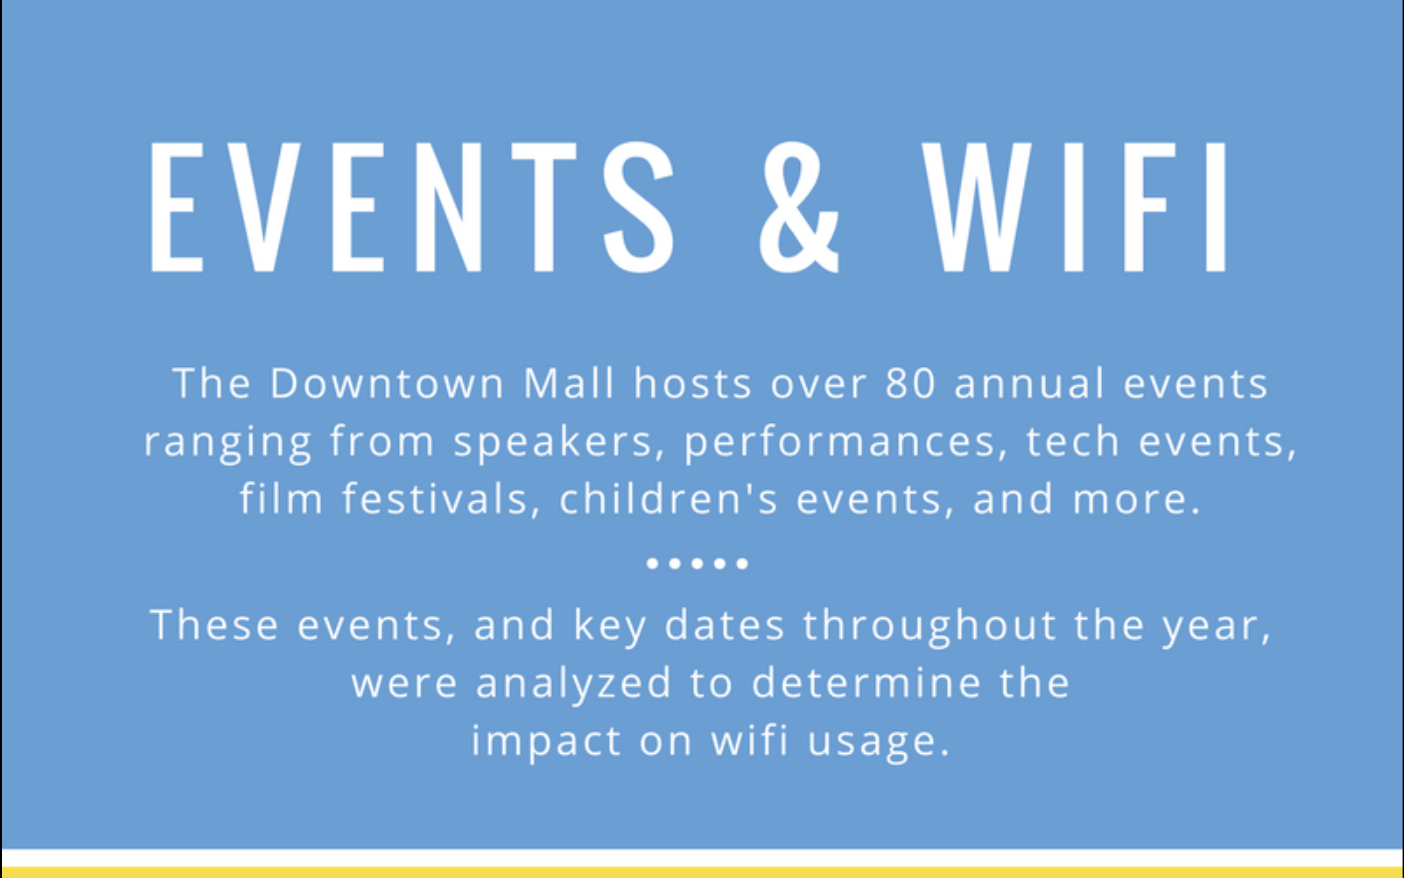 EVENTS & WIFI
The Downtown Mall hosts over 80 annual events
ranging from speakers, performances, tech events,
film festivals, children's events, and more.
•••••
These events, and key dates throughout the year,
were analyzed to determine the
impact on wifi usage.